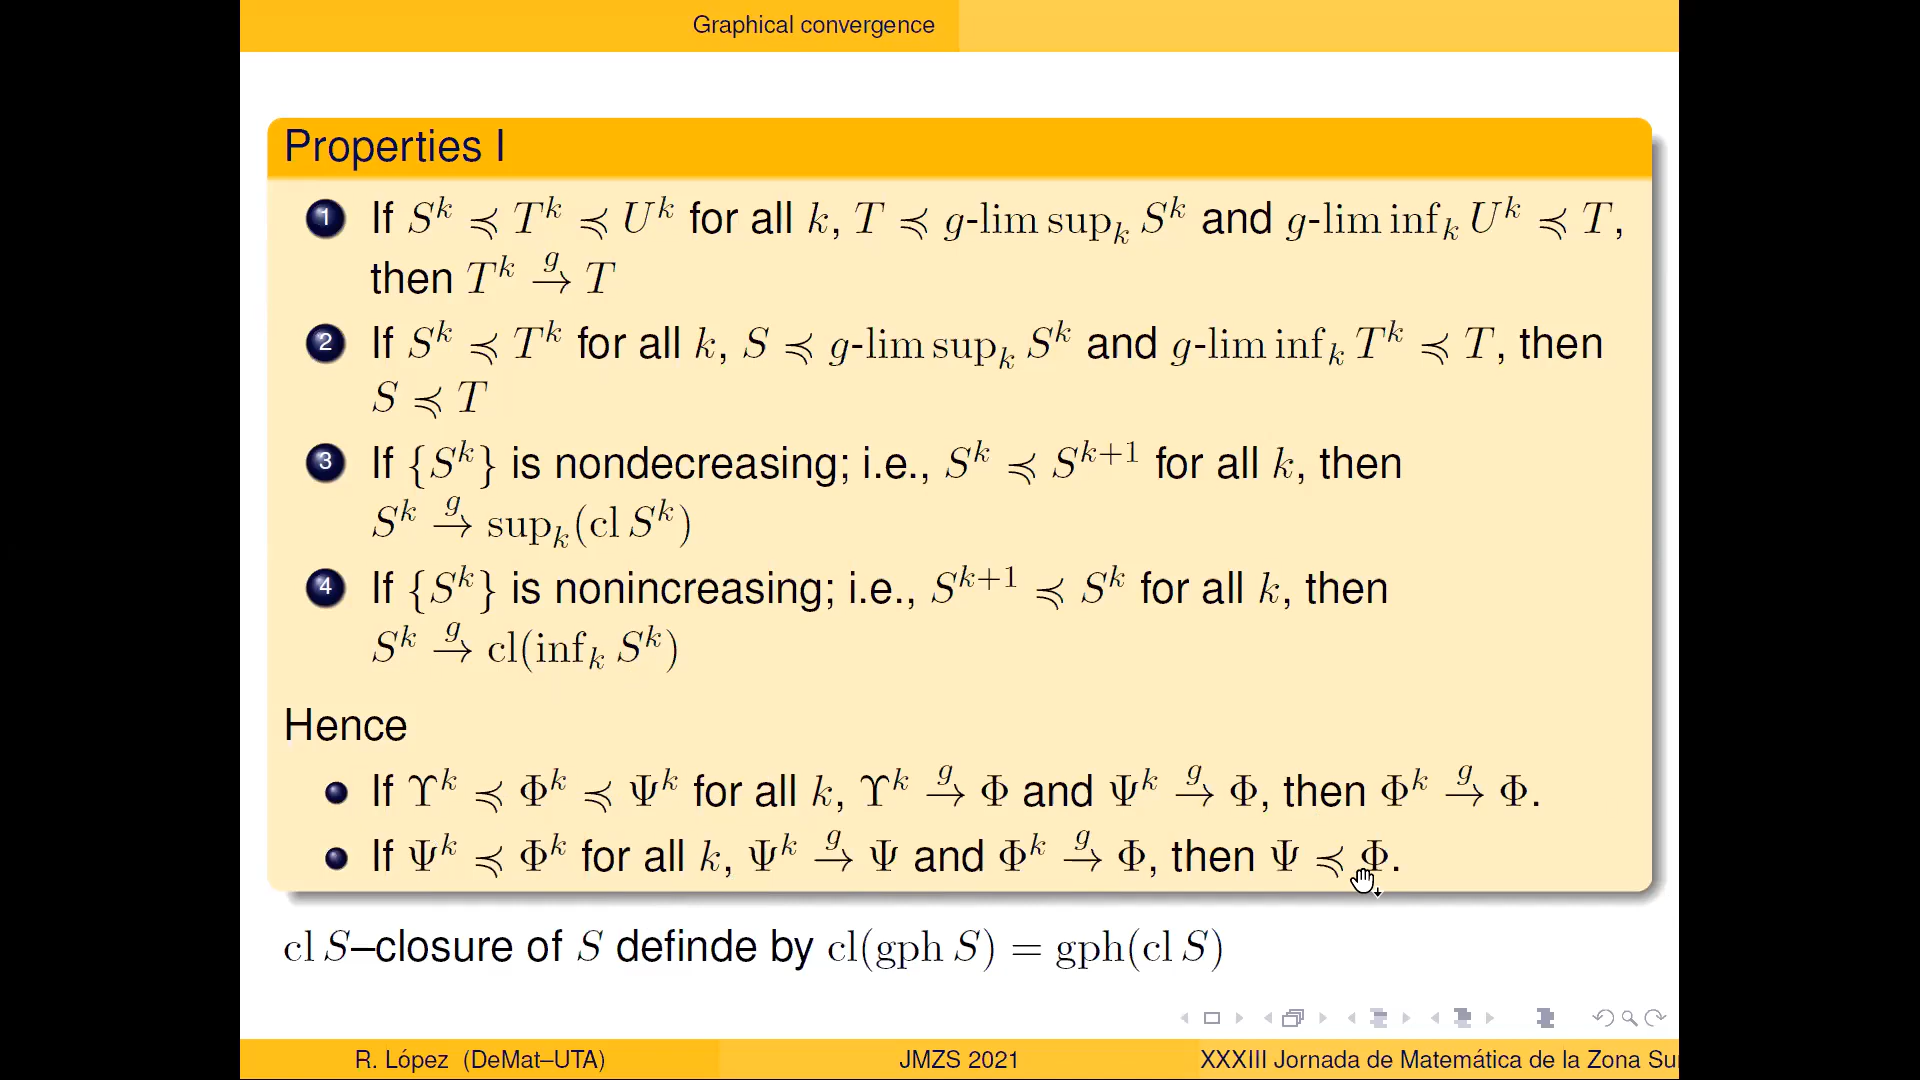 Graphical convergence
Properties I
1 If S^k ≼ T^k ≼ U^k for all k, T ≼ g-lim sup_k S^k and g-lim inf_k U^k ≼ T,
then T^k →^g T
2 If S^k ≼ T^k for all k, S ≼ g-lim sup_k S^k and g-lim inf_k T^k ≼ T, then
S ≼ T
3 If {S^k} is nondecreasing; i.e., S^k ≼ S^{k+1} for all k, then
S^k →^g sup_k(cl S^k)
4 If {S^k} is nonincreasing; i.e., S^{k+1} ≼ S^k for all k, then
S^k →^g cl(inf_k S^k)
Hence
If ϒ^k ≼ Φ^k ≼ Ψ^k for all k, ϒ^k →^g Φ and Ψ^k →^g Φ, then Φ^k →^g Φ.
If Ψ^k ≼ Φ^k for all k, Ψ^k →^g Ψ and Φ^k →^g Φ, then Ψ ≼ Φ.
cl S–closure of S definde by cl(gph S) = gph(cl S)
R. López (DeMat–UTA) JMZS 2021 XXXIII Jornada de Matemática de la Zona Su